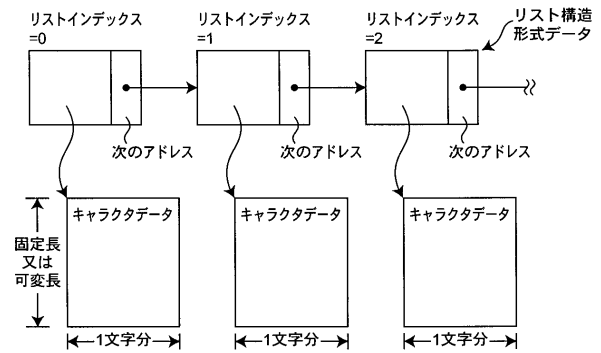 リストインデックス
=0
リストインデックス
=1
リストインデックス
=2
リスト構造
形式データ
次のアドレス
次のアドレス
次のアドレス
キャラクタデータ
キャラクタデータ
キャラクタデータ
固定長
又は
可変長
1文字分
1文字分
1文字分